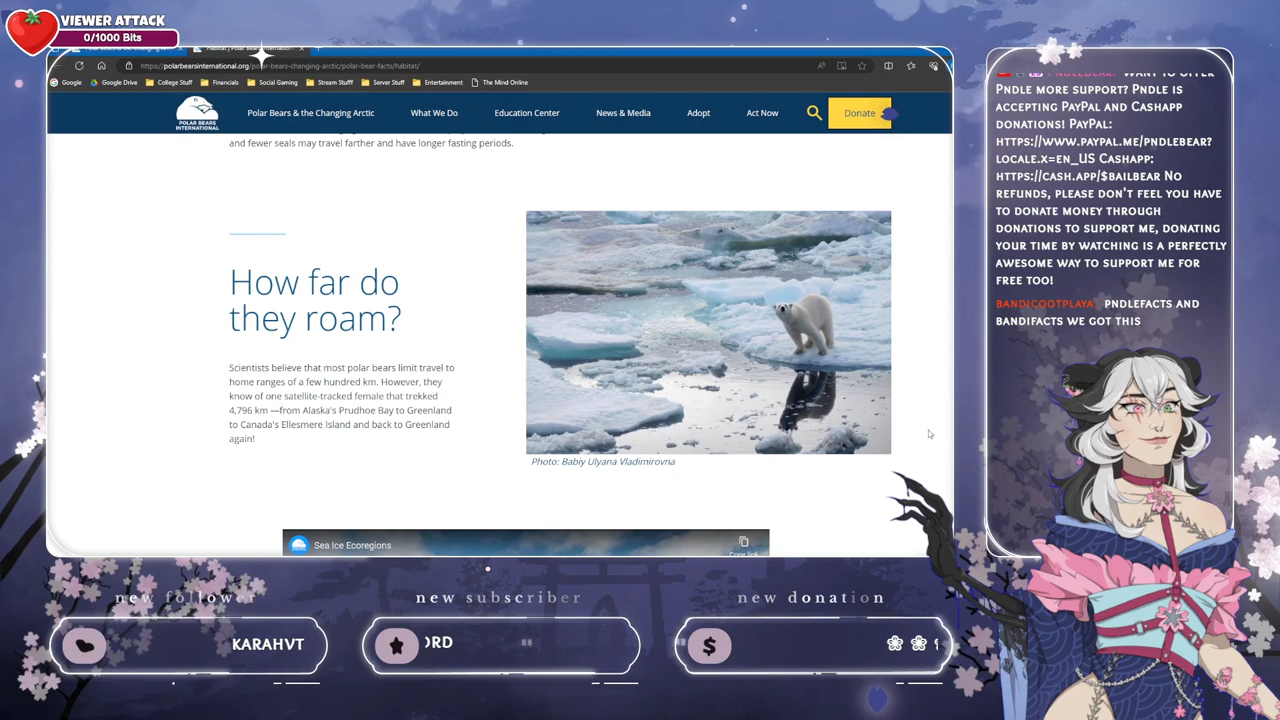 VIEWER ATTACK
0/1000 Bits
https://polarbearsinternational.org/polar-bears-changing-arctic/polar-bear-facts/habitat/
Google Google Drive College Stuff Financials Social Gaming Stream Stufff Server Stuff Entertainment The Mind Online
POLAR BEARS
INTERNATIONAL
Polar Bears & the Changing Arctic What We Do Education Center News & Media Adopt Act Now Donate
and fewer seals may travel farther and have longer fasting periods.
How far do
they roam?
Scientists believe that most polar bears limit travel to
home ranges of a few hundred km. However, they
know of one satellite-tracked female that trekked
4,796 km —from Alaska's Prudhoe Bay to Greenland
to Canada's Ellesmere Island and back to Greenland
again!
Photo: Babiy Ulyana Vladimirovna
Sea Ice Ecoregions
Copy link
PNDLEBEAR: WANT TO OFFER
PNDLE MORE SUPPORT? PNDLE IS
ACCEPTING PAYPAL AND CASHAPP
DONATIONS! PAYPAL:
HTTPS://WWW.PAYPAL.ME/PNDLEBEAR?
LOCALE.X=EN_US CASHAPP:
HTTPS://CASH.APP/$BAILBEAR NO
REFUNDS, PLEASE DON'T FEEL YOU HAVE
TO DONATE MONEY THROUGH
DONATIONS TO SUPPORT ME, DONATING
YOUR TIME BY WATCHING IS A PERFECTLY
AWESOME WAY TO SUPPORT ME FOR
FREE TOO!
BANDICOOTPLAYA: PNDLEFACTS AND
BANDIFACTS WE GOT THIS
new follower
KARAHVT
new subscriber
ORD
new donation
$